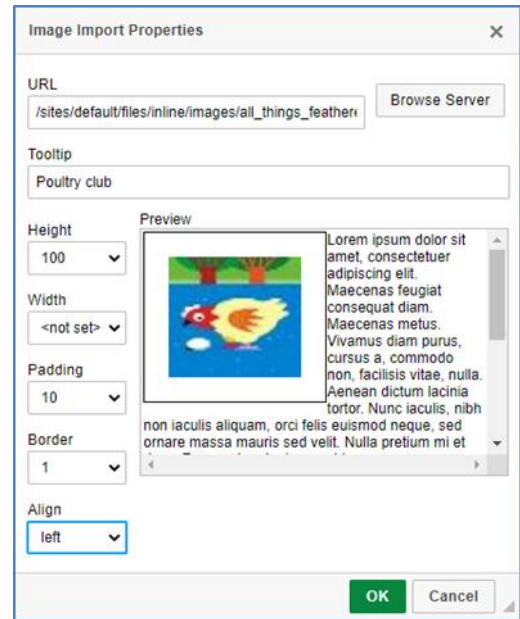 Image Import Properties
URL
/sites/default/files/inline/images/all_things_feathere
Browse Server
Tooltip
Poultry club
Height
100
Width
<not set>
Padding
10
Border
1
Align
left
Preview
Lorem ipsum dolor sit
amet, consectetuer
adipiscing elit.
Maecenas feugiat
consequat diam.
Maecenas metus.
Vivamus diam purus,
cursus a, commodo
non, facilisis vitae, nulla.
Aenean dictum lacinia
tortor. Nunc iaculis, nibh
non iaculis aliquam, orci felis euismod neque, sed
ornare massa mauris sed velit. Nulla pretium mi et
OK
Cancel